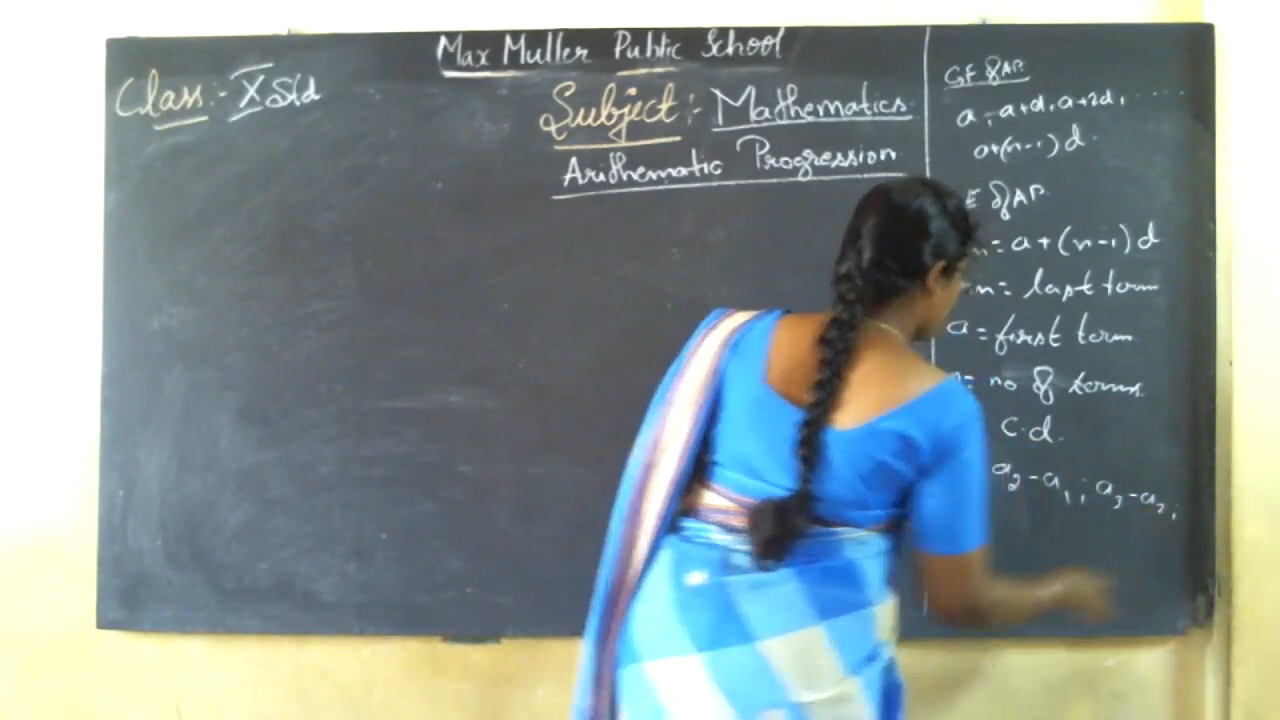 Max Muller Public School
Class:- X Std
Subject:- Mathematics
Arithematic Progression
GF of AP.
a, a+d, a+2d, .....
a+(n-1)d.
E of AP.
n = a+(n-1)d
n = last term
a = first term
= no of terms.
C.d.
a₂-a₁; a₃-a₂;